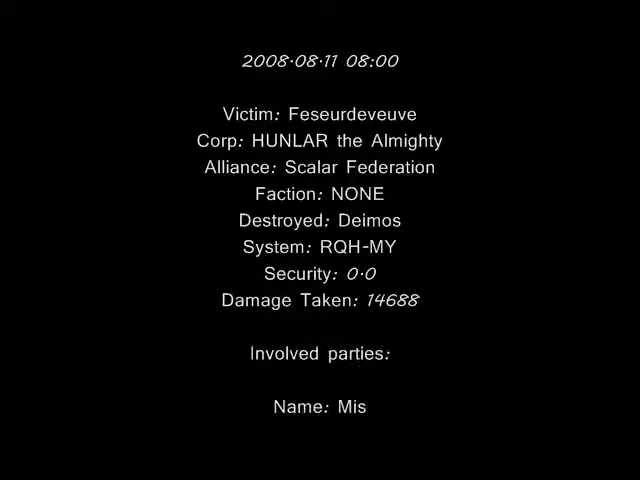 2008.08.11 08:00
Victim: Feseurdeveuve
Corp: HUNLAR the Almighty
Alliance: Scalar Federation
Faction: NONE
Destroyed: Deimos
System: RQH-MY
Security: 0.0
Damage Taken: 14688
Involved parties:
Name: Mis